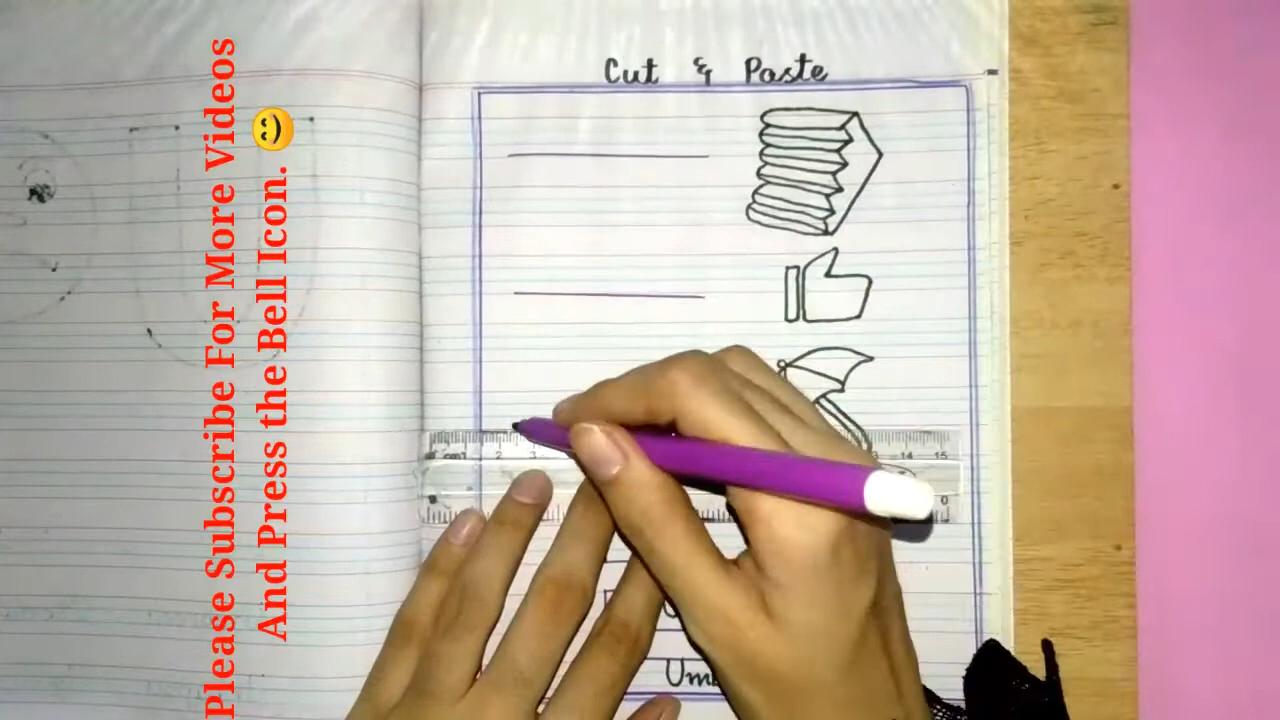 Cut & Paste
Please Subscribe For More Videos
And Press the Bell Icon. 😊